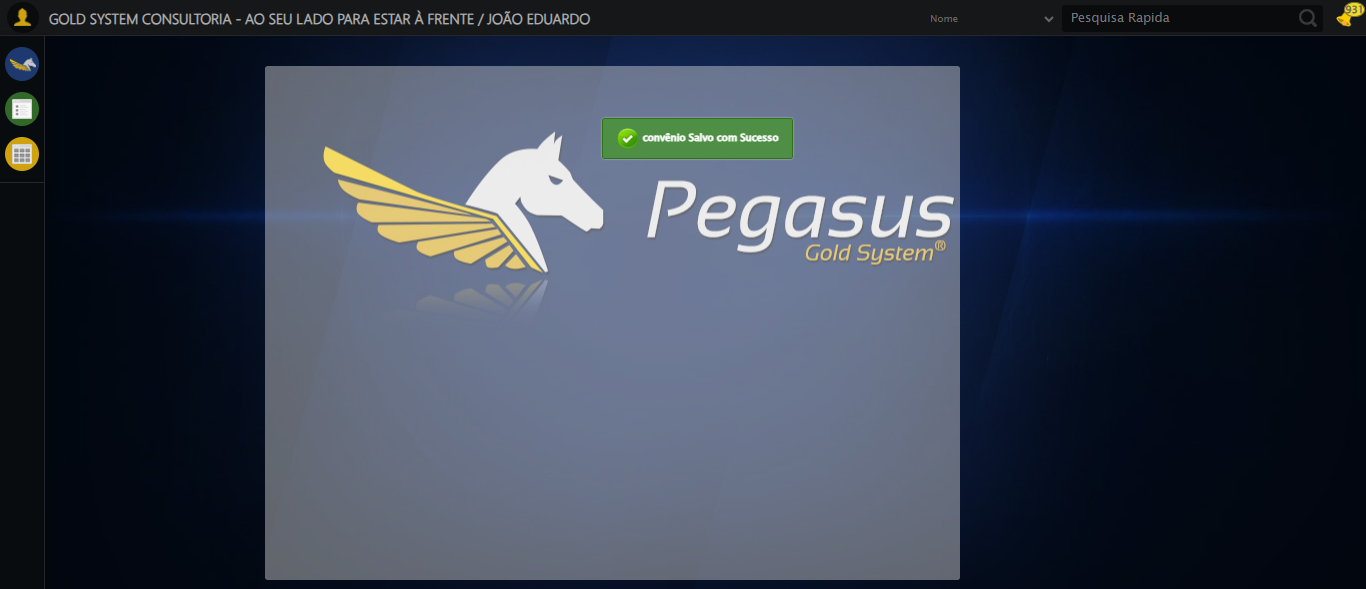 GOLD SYSTEM CONSULTORIA - AO SEU LADO PARA ESTAR À FRENTE / JOÃO EDUARDO
Nome
Pesquisa Rapida
931
convênio Salvo com Sucesso
Pegasus
Gold System®